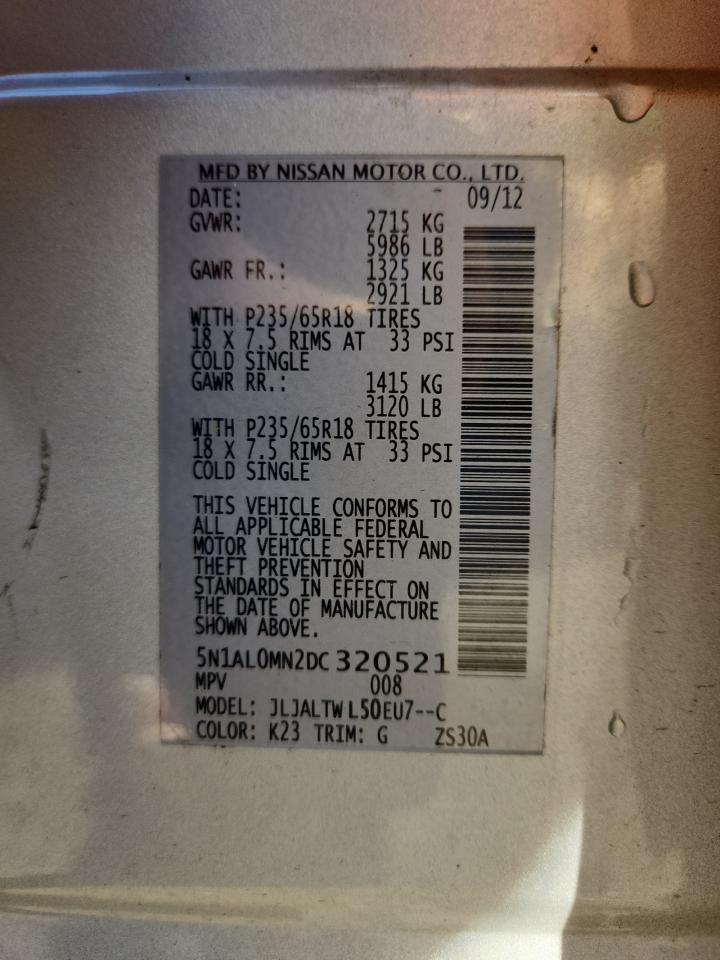 MFD BY NISSAN MOTOR CO., LTD.
DATE: 09/12
GVWR: 2715 KG
5986 LB
GAWR FR.: 1325 KG
2921 LB
WITH P235/65R18 TIRES
18 X 7.5 RIMS AT 33 PSI
COLD SINGLE
GAWR RR.: 1415 KG
3120 LB
WITH P235/65R18 TIRES
18 X 7.5 RIMS AT 33 PSI
COLD SINGLE
THIS VEHICLE CONFORMS TO
ALL APPLICABLE FEDERAL
MOTOR VEHICLE SAFETY AND
THEFT PREVENTION
STANDARDS IN EFFECT ON
THE DATE OF MANUFACTURE
SHOWN ABOVE.
5N1AL0MN2DC 320521
MPV 008
MODEL: JLJALTW L50EU7--C
COLOR: K23 TRIM: G ZS30A